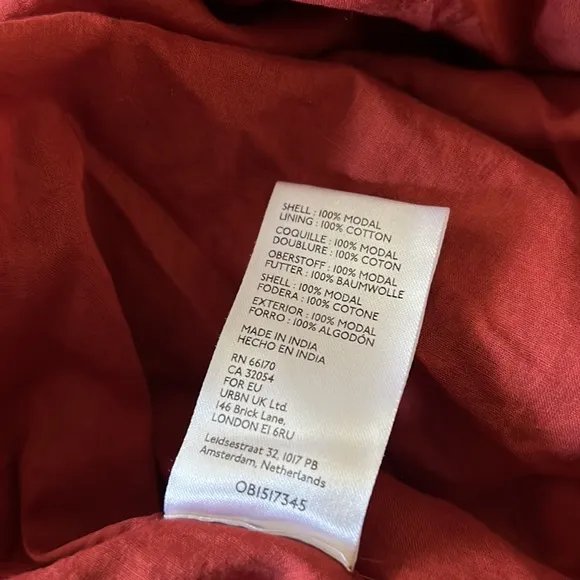 SHELL : 100% MODAL
LINING : 100% COTTON
COQUILLE : 100% MODAL
DOUBLURE : 100% COTON
OBERSTOFF : 100% MODAL
FUTTER : 100% BAUMWOLLE
SHELL : 100% MODAL
FODERA : 100% COTONE
EXTERIOR : 100% MODAL
FORRO : 100% ALGODÓN
MADE IN INDIA
HECHO EN INDIA
RN 66170
CA 32054
FOR EU
URBN UK Ltd.
146 Brick Lane,
LONDON E1 6RU
Leidsestraat 32, 1017 PB
Amsterdam, Netherlands
OB1517345